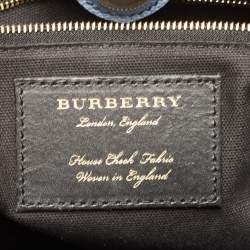 BURBERRY
London, England
House Check Fabric
Woven in England